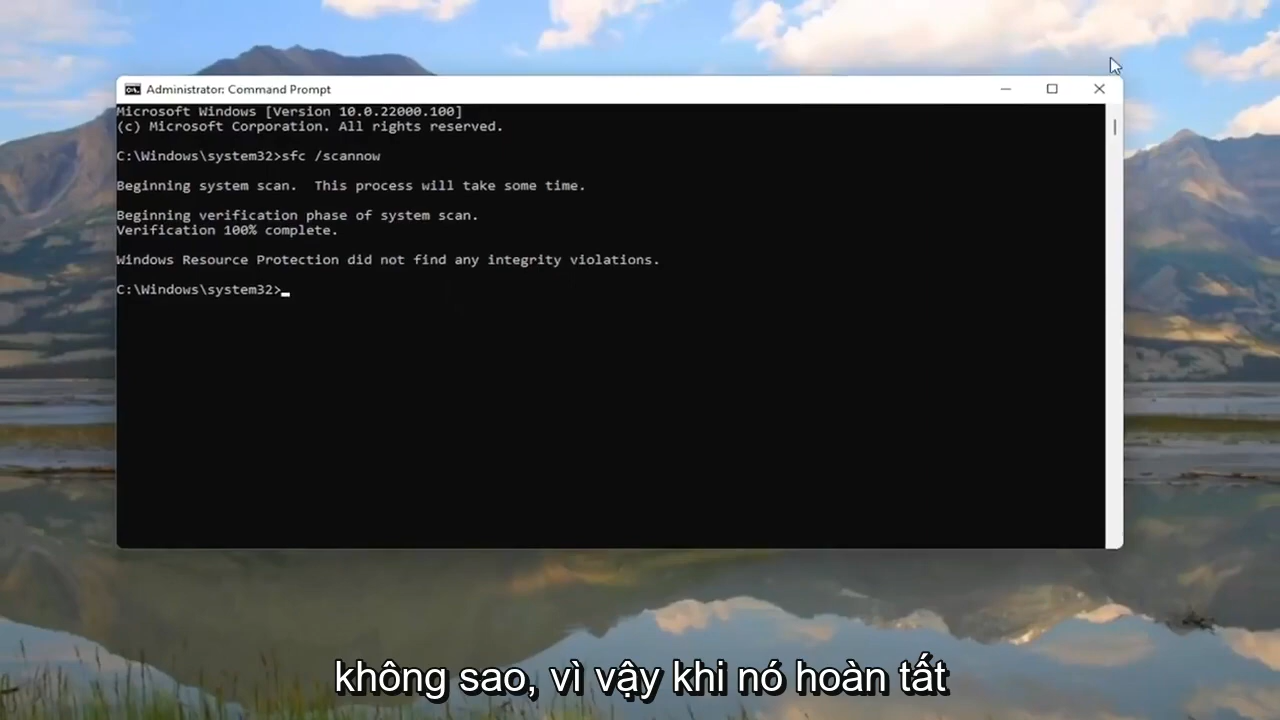 Administrator: Command Prompt
Microsoft Windows [Version 10.0.22000.100]
(c) Microsoft Corporation. All rights reserved.
C:\Windows\system32>sfc /scannow
Beginning system scan.  This process will take some time.
Beginning verification phase of system scan.
Verification 100% complete.
Windows Resource Protection did not find any integrity violations.
C:\Windows\system32>
không sao, vì vậy khi nó hoàn tất